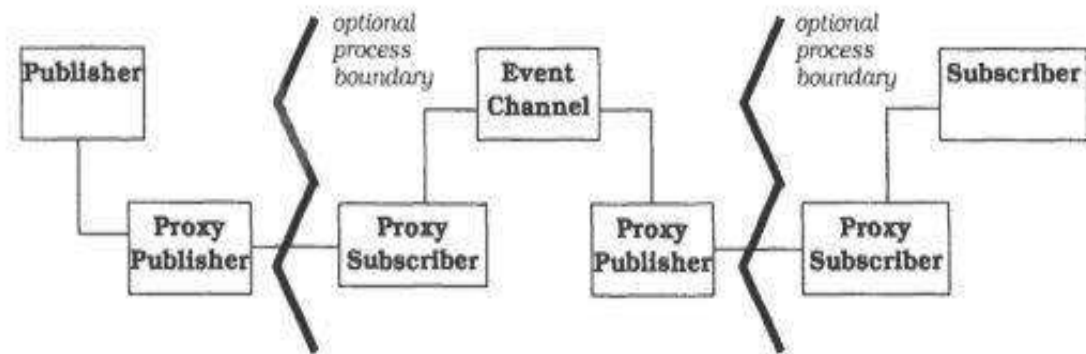 Publisher
optional
process
boundary
Event
Channel
optional
process
boundary
Subscriber
Proxy
Publisher
Proxy
Subscriber
Proxy
Publisher
Proxy
Subscriber